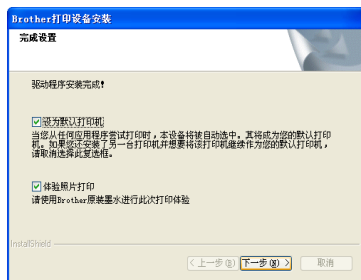 Brother打印设备安装
完成设置
驱动程序安装完成!
设为默认打印机
当您从任何应用程序尝试打印时，本设备将被自动选中。其将成为您的默认打印
机。如果您还安装了另一台打印机并想要将该打印机继续作为您的默认打印机，
请取消选择此复选框。
体验照片打印
请使用Brother原装墨水进行此次打印体验
InstallShield
< 上一步(B) 下一步(N) > 取消